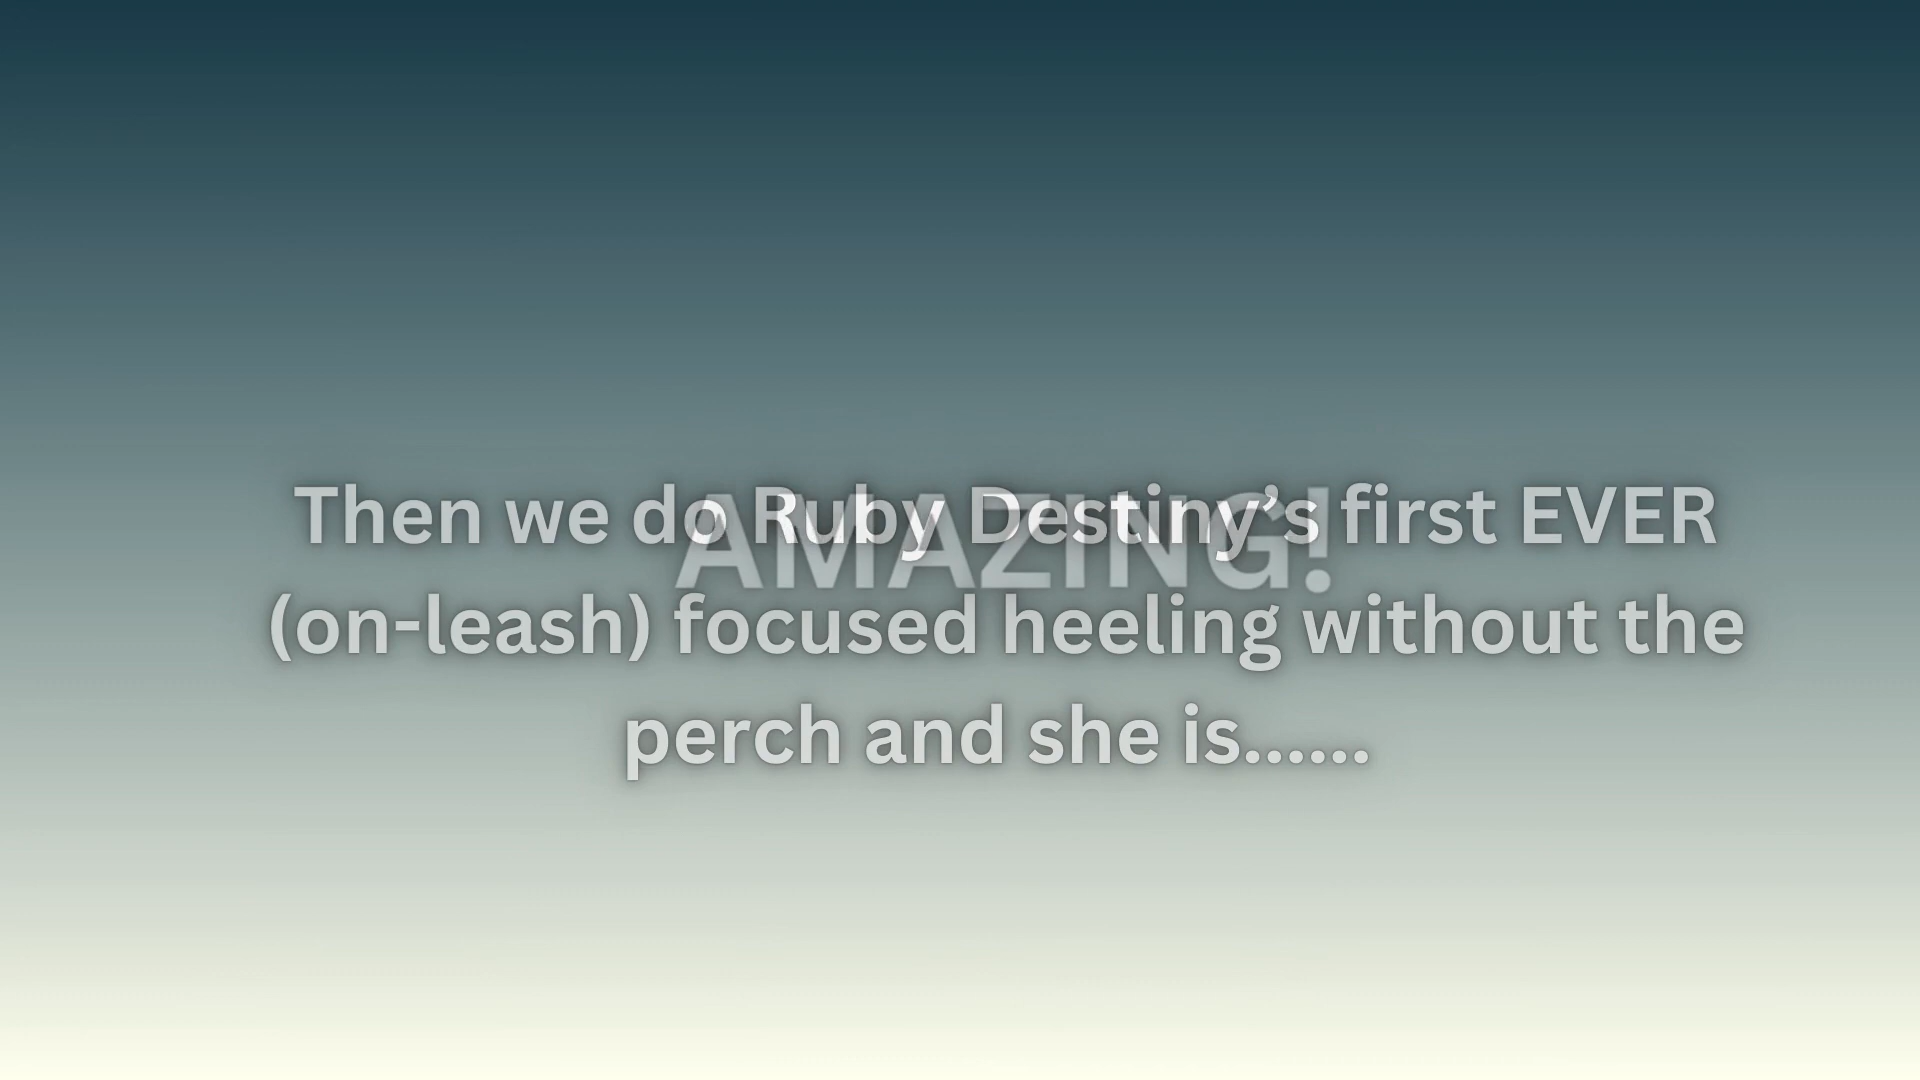 Then we do Ruby Destiny’s first EVER
AMAZING!
(on-leash) focused heeling without the
perch and she is......